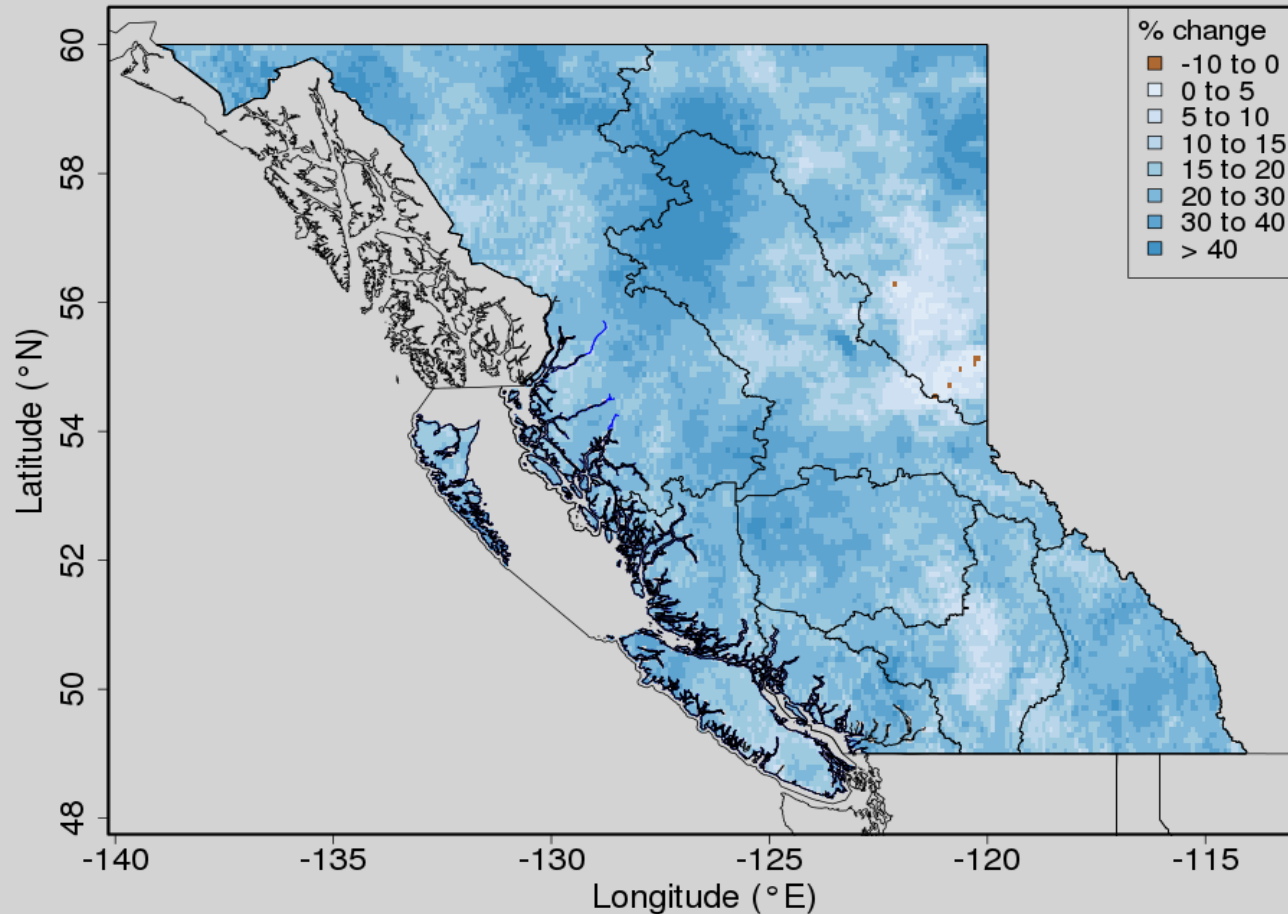 % change
-10 to 0
0 to 5
5 to 10
10 to 15
15 to 20
20 to 30
30 to 40
> 40
Latitude (°N)
60
58
56
54
52
50
48
-140 -135 -130 -125 -120 -115
Longitude (°E)